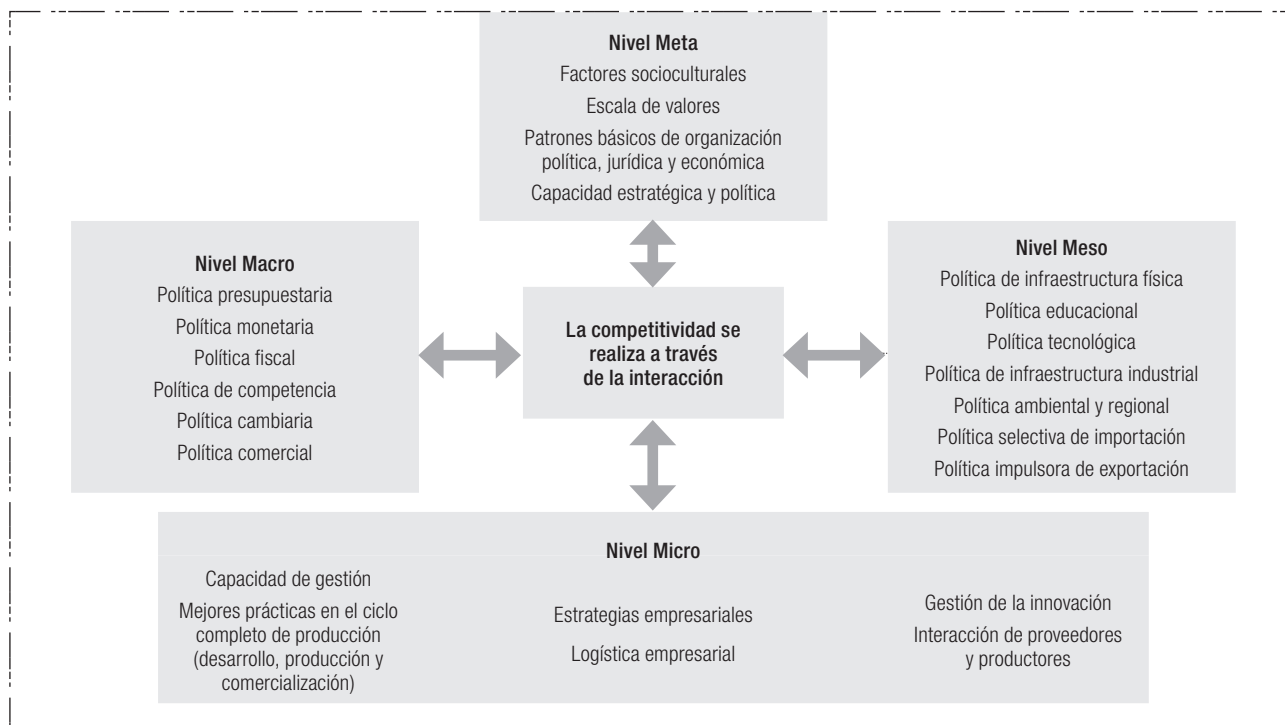 Nivel Meta
Factores socioculturales
Escala de valores
Patrones básicos de organización
política, jurídica y económica
Capacidad estratégica y política
Nivel Macro
Política presupuestaria
Política monetaria
Política fiscal
Política de competencia
Política cambiaria
Política comercial
La competitividad se
realiza a través
de la interacción
Nivel Meso
Política de infraestructura física
Política educacional
Política tecnológica
Política de infraestructura industrial
Política ambiental y regional
Política selectiva de importación
Política impulsora de exportación
Nivel Micro
Capacidad de gestión
Mejores prácticas en el ciclo
completo de producción
(desarrollo, producción y
comercialización)
Estrategias empresariales
Logística empresarial
Gestión de la innovación
Interacción de proveedores
y productores